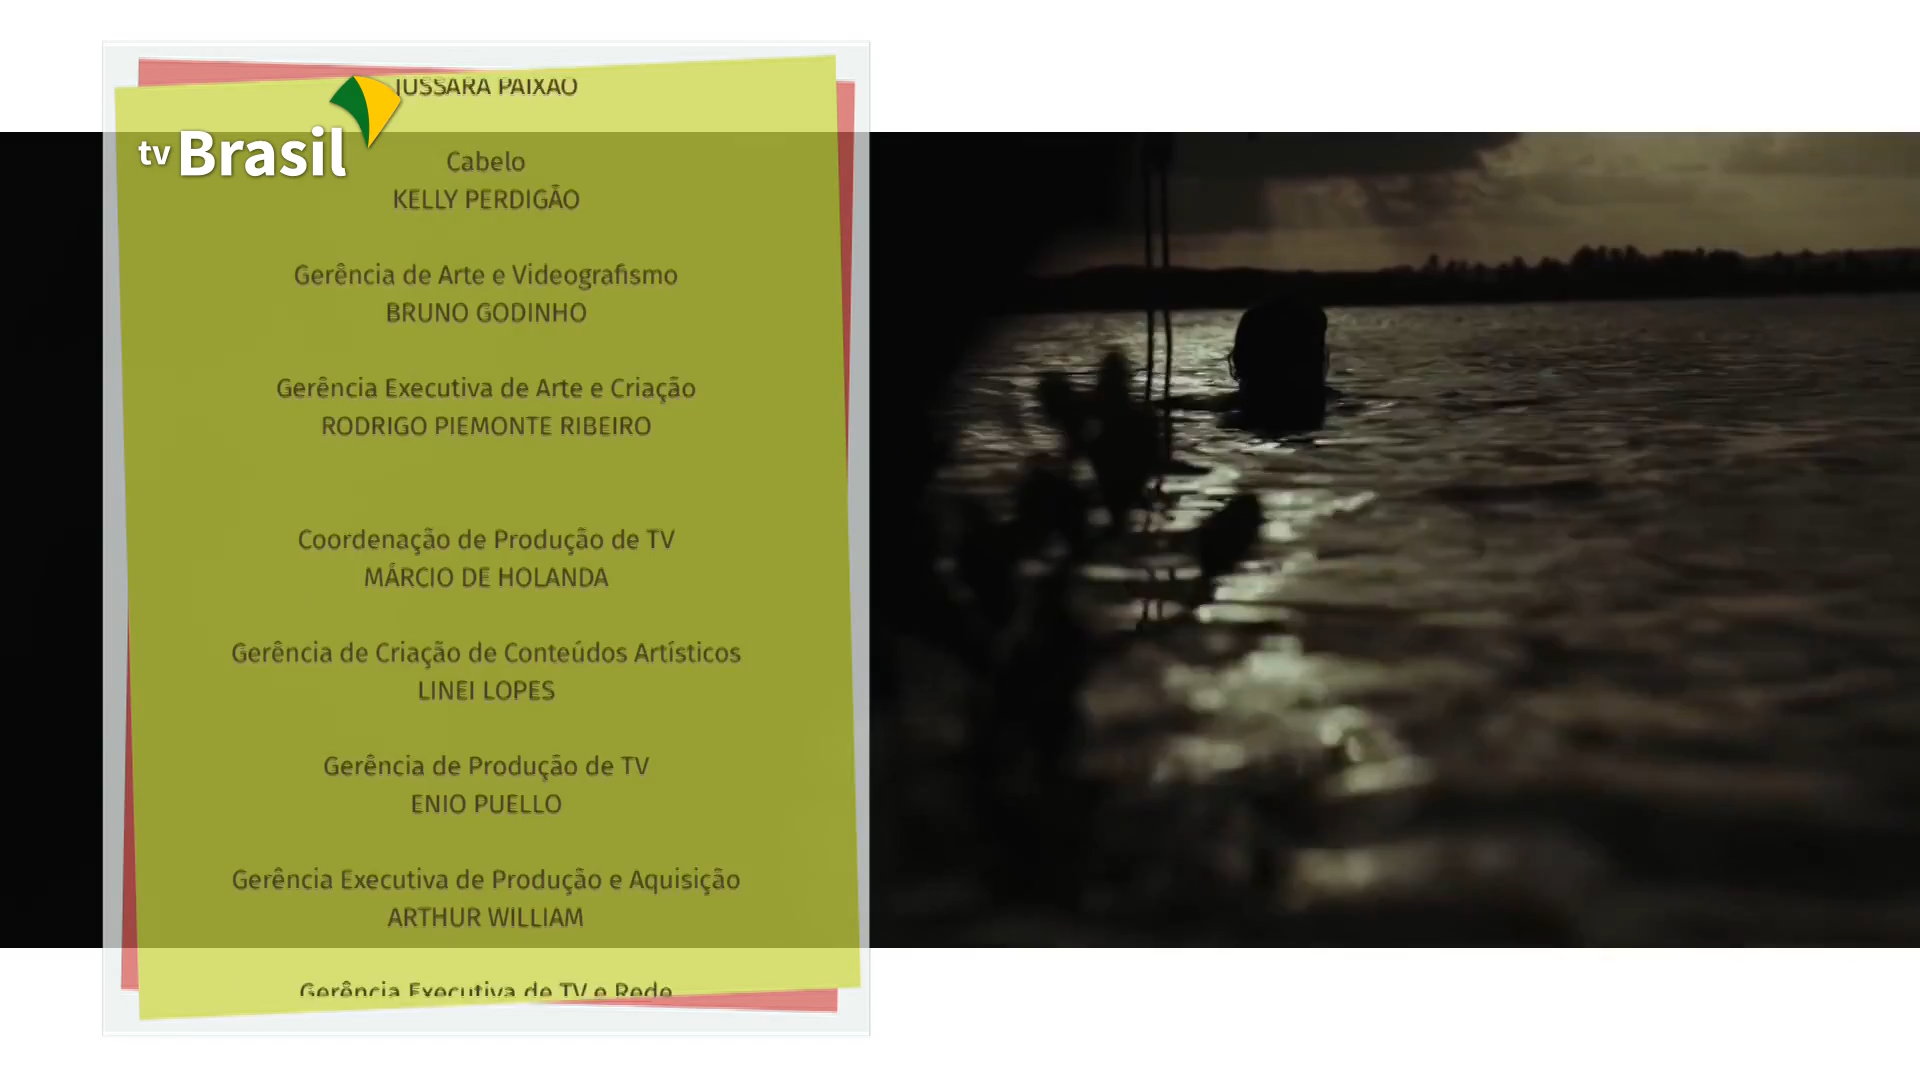 JUSSARA PAIXÃO
tv Brasil
Cabelo
KELLY PERDIGÃO
Gerência de Arte e Videografismo
BRUNO GODINHO
Gerência Executiva de Arte e Criação
RODRIGO PIEMONTE RIBEIRO
Coordenação de Produção de TV
MÁRCIO DE HOLANDA
Gerência de Criação de Conteúdos Artísticos
LINEI LOPES
Gerência de Produção de TV
ENIO PUELLO
Gerência Executiva de Produção e Aquisição
ARTHUR WILLIAM
Gerência Executiva de TV e Rede